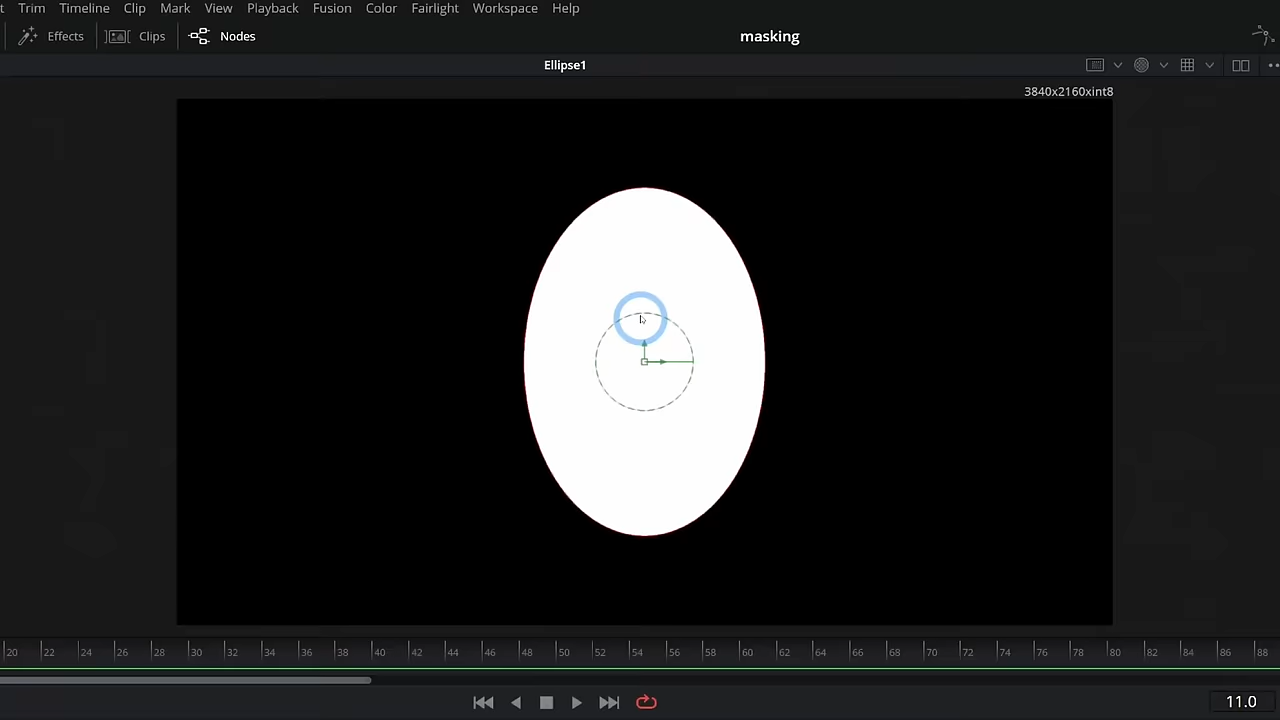 t Trim Timeline Clip Mark View Playback Fusion Color Fairlight Workspace Help
Effects Clips Nodes masking
Ellipse1
3840x2160xint8
20 22 24 26 28 30 32 34 36 38 40 42 44 46 48 50 52 54 56 58 60 62 64 66 68 70 72 74 76 78 80 82 84 86 88
11.0